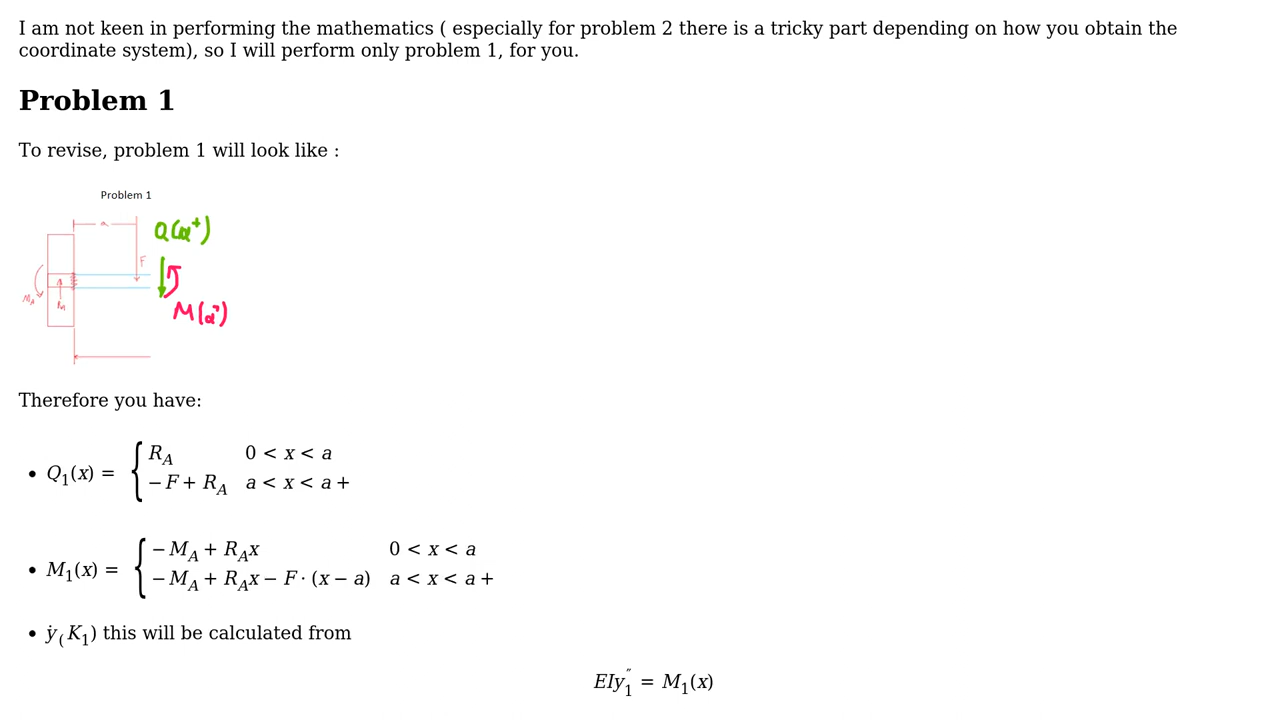 I am not keen in performing the mathematics ( especially for problem 2 there is a tricky part depending on how you obtain the
coordinate system), so I will perform only problem 1, for you.
Problem 1
To revise, problem 1 will look like :
Problem 1
a
Q(a⁺)
F
A
M_A
M(a⁺)
Therefore you have:
• Q₁(x) = { R_A 0 < x < a
− F + R_A a < x < a +
• M₁(x) = { − M_A + R_A x 0 < x < a
− M_A + R_A x − F · (x − a) a < x < a +
• ẏ₍ K₁) this will be calculated from
EIy₁″ = M₁(x)